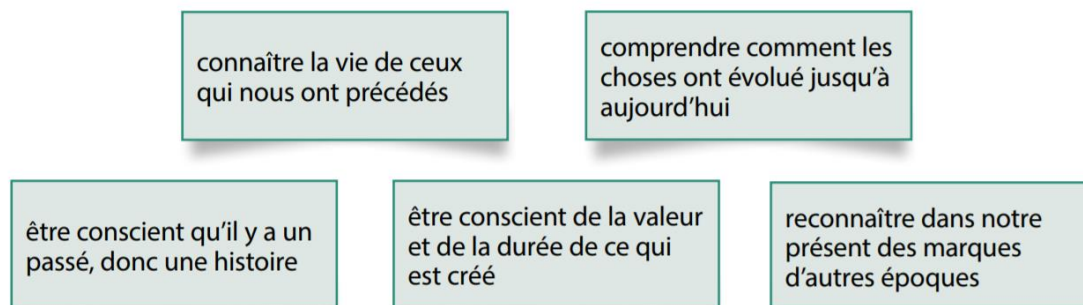 connaître la vie de ceux
qui nous ont précédés
comprendre comment les
choses ont évolué jusqu’à
aujourd’hui
être conscient qu’il y a un
passé, donc une histoire
être conscient de la valeur
et de la durée de ce qui
est créé
reconnaître dans notre
présent des marques
d’autres époques